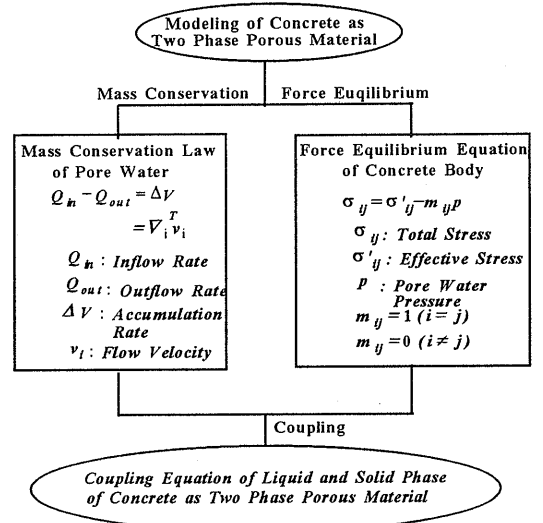 Modeling of Concrete as
Two Phase Porous Material
Mass Conservation
Force Euqilibrium
Mass Conservation Law
of Pore Water
Q_in - Q_out = ΔV
= ∇_i^T v_i
Q_in : Inflow Rate
Q_out : Outflow Rate
ΔV : Accumulation
Rate
v_i : Flow Velocity
Force Equilibrium Equation
of Concrete Body
σ_ij = σ'_ij - m_ij p
σ_ij : Total Stress
σ'_ij : Effective Stress
P : Pore Water
Pressure
m_ij = 1 (i = j)
m_ij = 0 (i ≠ j)
Coupling
Coupling Equation of Liquid and Solid Phase
of Concrete as Two Phase Porous Material